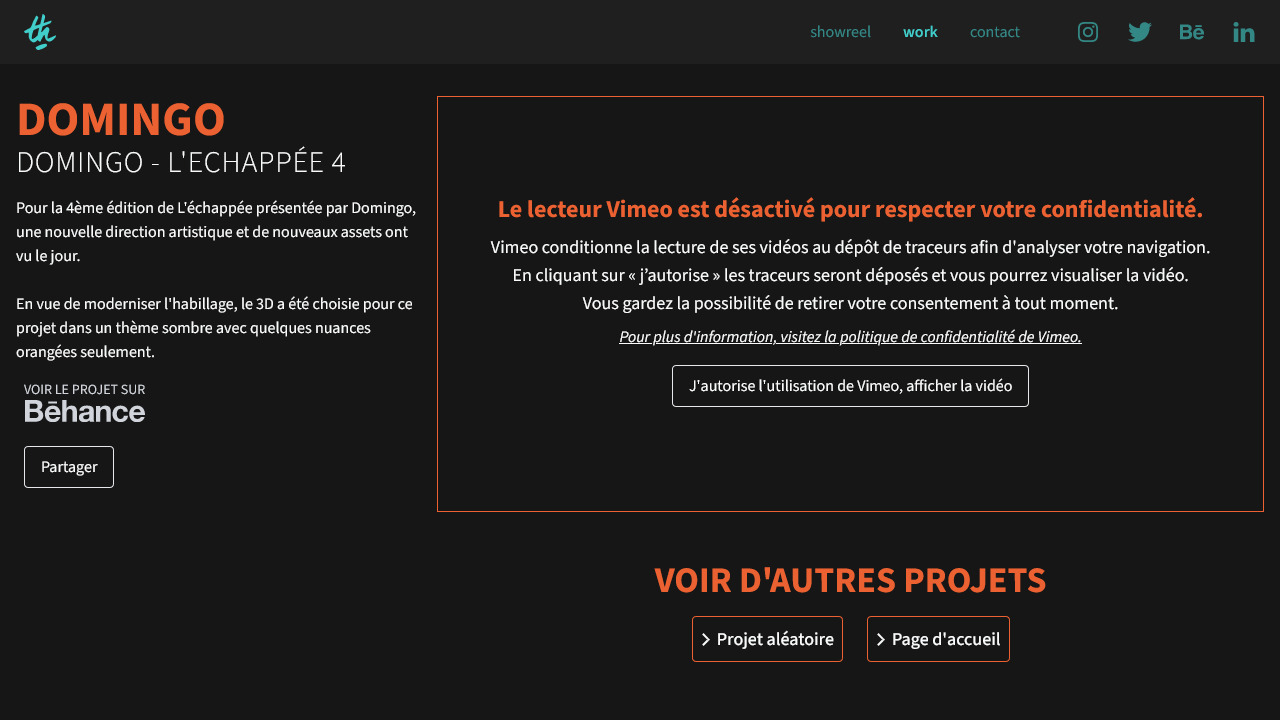 th
showreel
work
contact
Bē
in
DOMINGO
DOMINGO - L'ECHAPPÉE 4
Pour la 4ème édition de L'échappée présentée par Domingo,
une nouvelle direction artistique et de nouveaux assets ont
vu le jour.
En vue de moderniser l'habillage, le 3D a été choisie pour ce
projet dans un thème sombre avec quelques nuances
orangées seulement.
VOIR LE PROJET SUR
Bēhance
Partager
Le lecteur Vimeo est désactivé pour respecter votre confidentialité.
Vimeo conditionne la lecture de ses vidéos au dépôt de traceurs afin d'analyser votre navigation.
En cliquant sur « j’autorise » les traceurs seront déposés et vous pourrez visualiser la vidéo.
Vous gardez la possibilité de retirer votre consentement à tout moment.
Pour plus d'information, visitez la politique de confidentialité de Vimeo.
J'autorise l'utilisation de Vimeo, afficher la vidéo
VOIR D'AUTRES PROJETS
Projet aléatoire
Page d'accueil